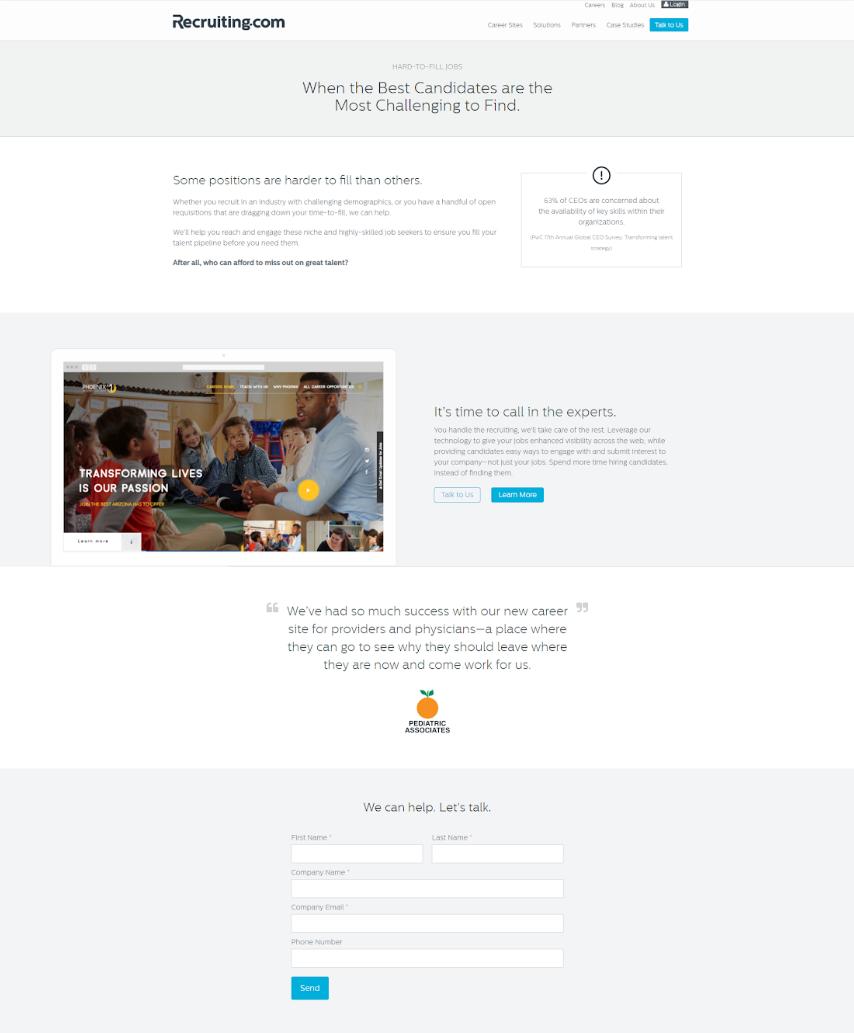 Careers Blog About Us Login
Recruiting.com
Career Sites Solutions Partners Case Studies Talk to Us
HARD-TO-FILL JOBS
When the Best Candidates are the
Most Challenging to Find.
Some positions are harder to fill than others.
Whether you recruit in an industry with challenging demographics, or you have a handful of open
requisitions that are dragging down your time-to-fill, we can help.
We'll help you reach and engage these niche and highly-skilled job seekers to ensure you fill your
talent pipeline before you need them.
After all, who can afford to miss out on great talent?
63% of CEOs are concerned about
the availability of key skills within their
organizations.
(PwC 17th Annual Global CEO Survey: Transforming talent
strategy)
PHOENIX
CAREERS HOME TEACH WITH US WHY PHOENIX ALL CAREER OPPORTUNITIES
Get Email Updates for Jobs
TRANSFORMING LIVES
IS OUR PASSION
JOIN THE BEST ARIZONA HAS TO OFFER
Learn more
It's time to call in the experts.
You handle the recruiting, we'll take care of the rest. Leverage our
technology to give your jobs enhanced visibility across the web, while
providing candidates easy ways to engage with and submit interest to
your company—not just your jobs. Spend more time hiring candidates,
instead of finding them.
Talk to Us Learn More
“ We've had so much success with our new career ”
site for providers and physicians—a place where
they can go to see why they should leave where
they are now and come work for us.
PEDIATRIC
ASSOCIATES
We can help. Let's talk.
First Name * Last Name *
Company Name *
Company Email *
Phone Number
Send